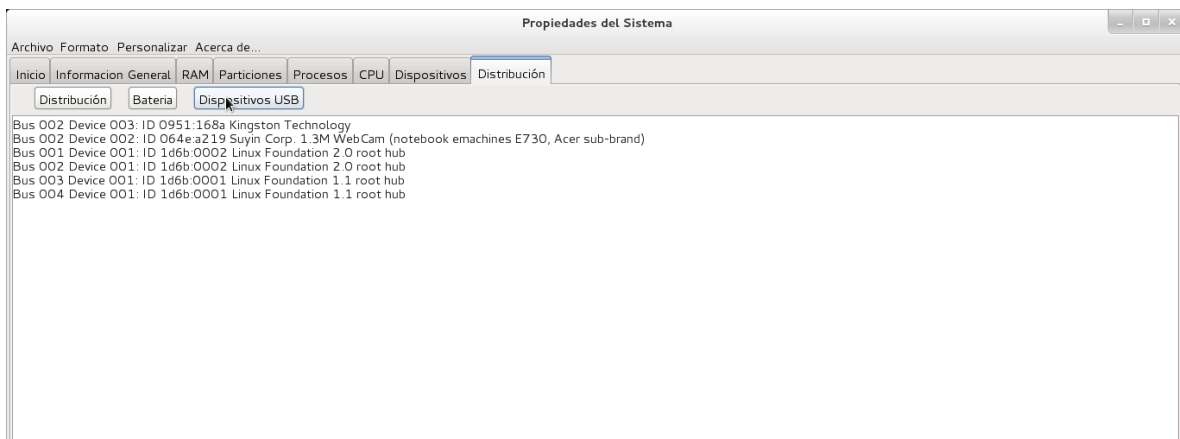 Propiedades del Sistema
Archivo Formato Personalizar Acerca de...
Inicio Informacion General RAM Particiones Procesos CPU Dispositivos Distribución
Distribución Bateria Dispositivos USB
Bus 002 Device 003: ID 0951:168a Kingston Technology
Bus 002 Device 002: ID 064e:a219 Suyin Corp. 1.3M WebCam (notebook emachines E730, Acer sub-brand)
Bus 001 Device 001: ID 1d6b:0002 Linux Foundation 2.0 root hub
Bus 002 Device 001: ID 1d6b:0002 Linux Foundation 2.0 root hub
Bus 003 Device 001: ID 1d6b:0001 Linux Foundation 1.1 root hub
Bus 004 Device 001: ID 1d6b:0001 Linux Foundation 1.1 root hub